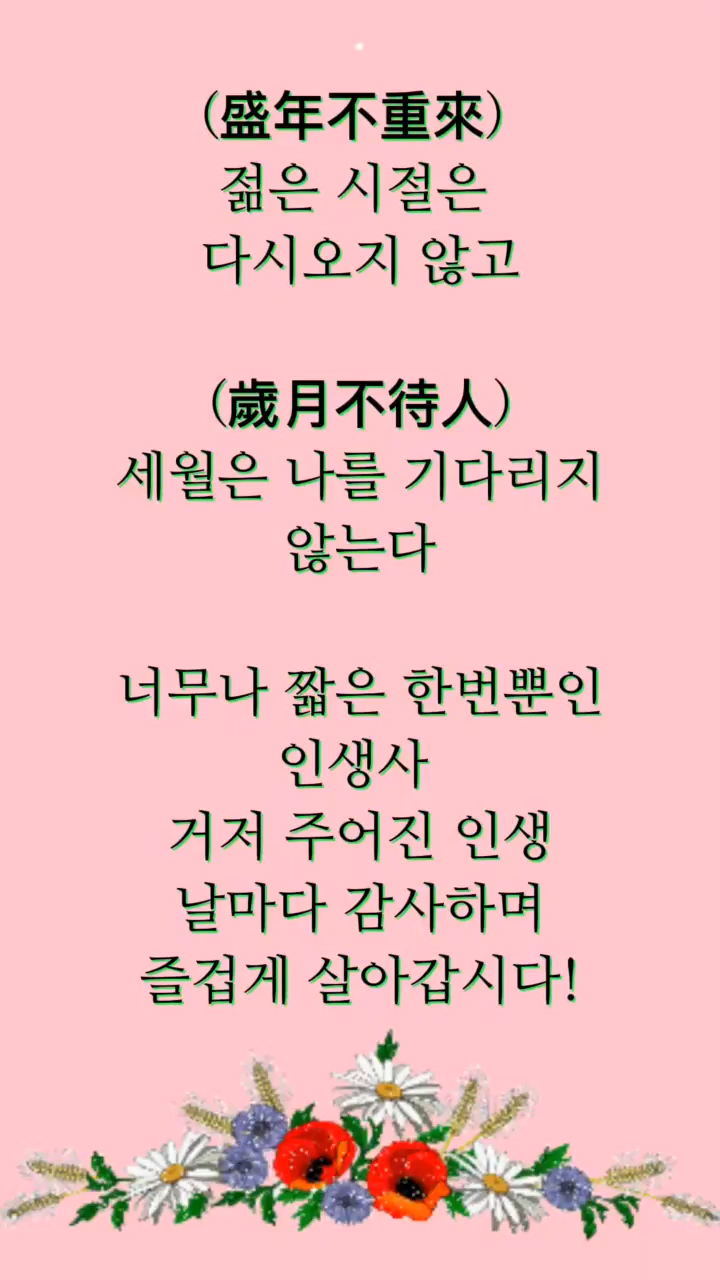 (盛年不重來)
젊은 시절은
다시오지 않고
(歲月不待人)
세월은 나를 기다리지
않는다
너무나 짧은 한번뿐인
인생사
거저 주어진 인생
날마다 감사하며
즐겁게 살아갑시다!